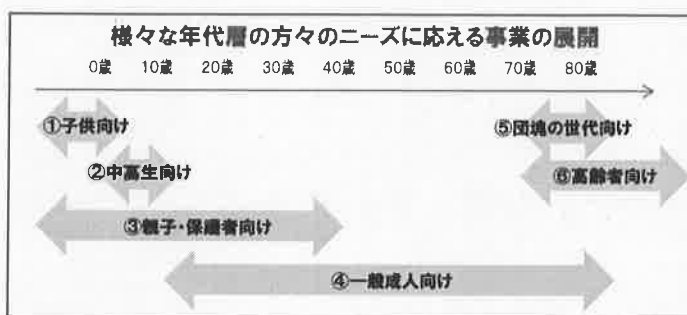 様々な年代層の方々のニーズに応える事業の展開
0歳 10歳 20歳 30歳 40歳 50歳 60歳 70歳 80歳
①子供向け
⑤団塊の世代向け
②中高生向け
⑥高齢者向け
③親子・保護者向け
④一般成人向け